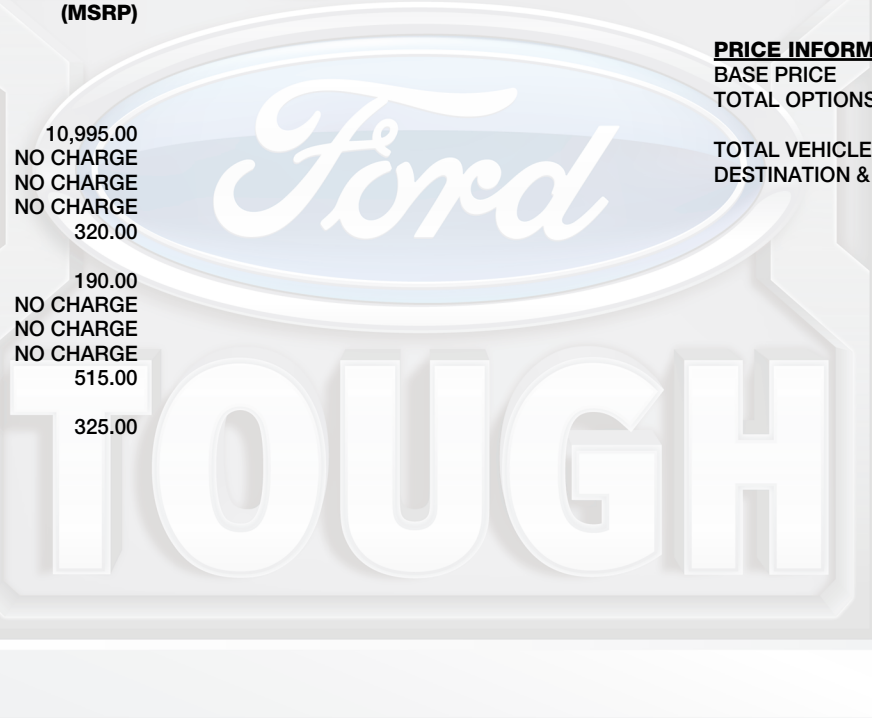 (MSRP)
10,995.00
NO CHARGE
NO CHARGE
NO CHARGE
320.00
190.00
NO CHARGE
NO CHARGE
NO CHARGE
515.00
325.00
PRICE INFORM
BASE PRICE
TOTAL OPTIONS
TOTAL VEHICLE
DESTINATION &
Ford
TOUGH